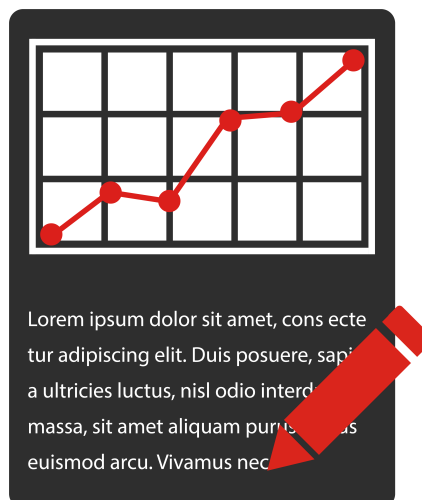 Lorem ipsum dolor sit amet, cons ecte
tur adipiscing elit. Duis posuere,
a ultricies luctus, nisl odio
massa, sit amet aliquam
euismod arcu. Vivamus nec